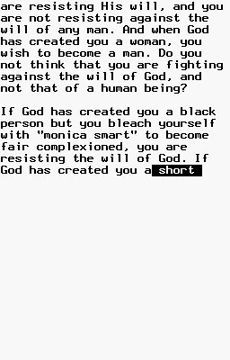 are resisting His will, and you
are not resisting against the
will of any man. And when God
has created you a woman, you
wish to become a man. Do you
not think that you are fighting
against the will of God, and
not that of a human being?

If God has created you a black
person but you bleach yourself
with "monica smart" to become
fair complexioned, you are
resisting the will of God. If
God has created you a short